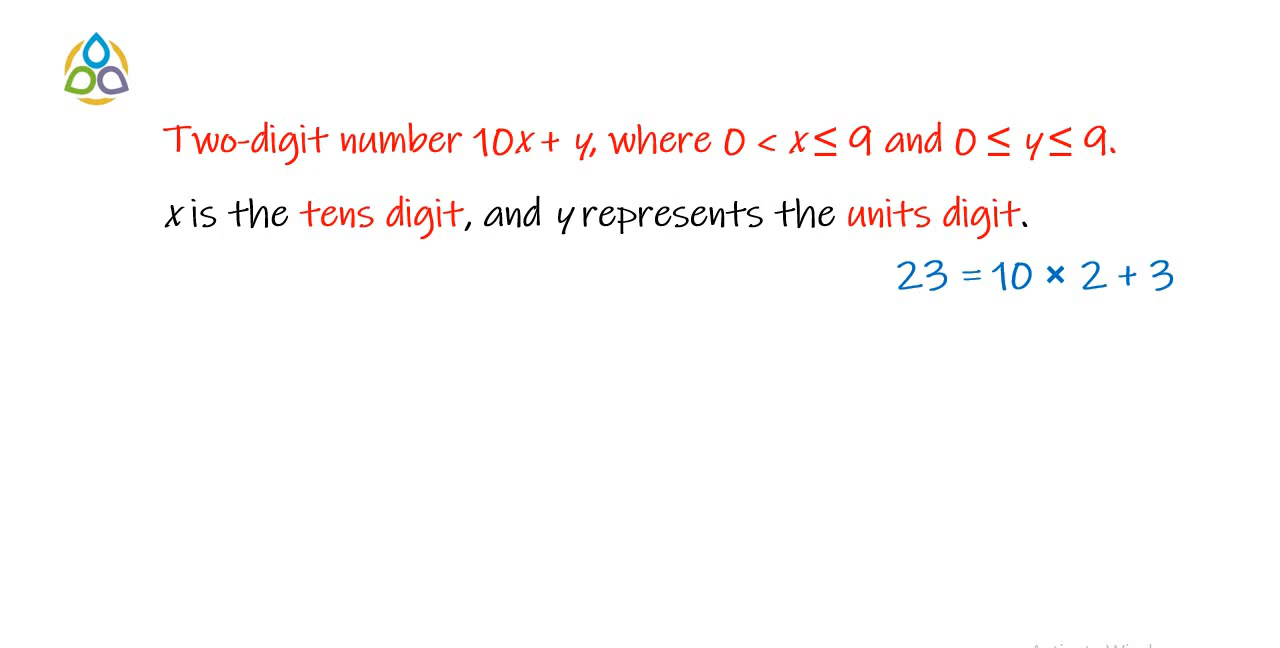 Two-digit number 10x + y, where 0 < x ≤ 9 and 0 ≤ y ≤ 9.
x is the tens digit, and y represents the units digit.
23 = 10 × 2 + 3